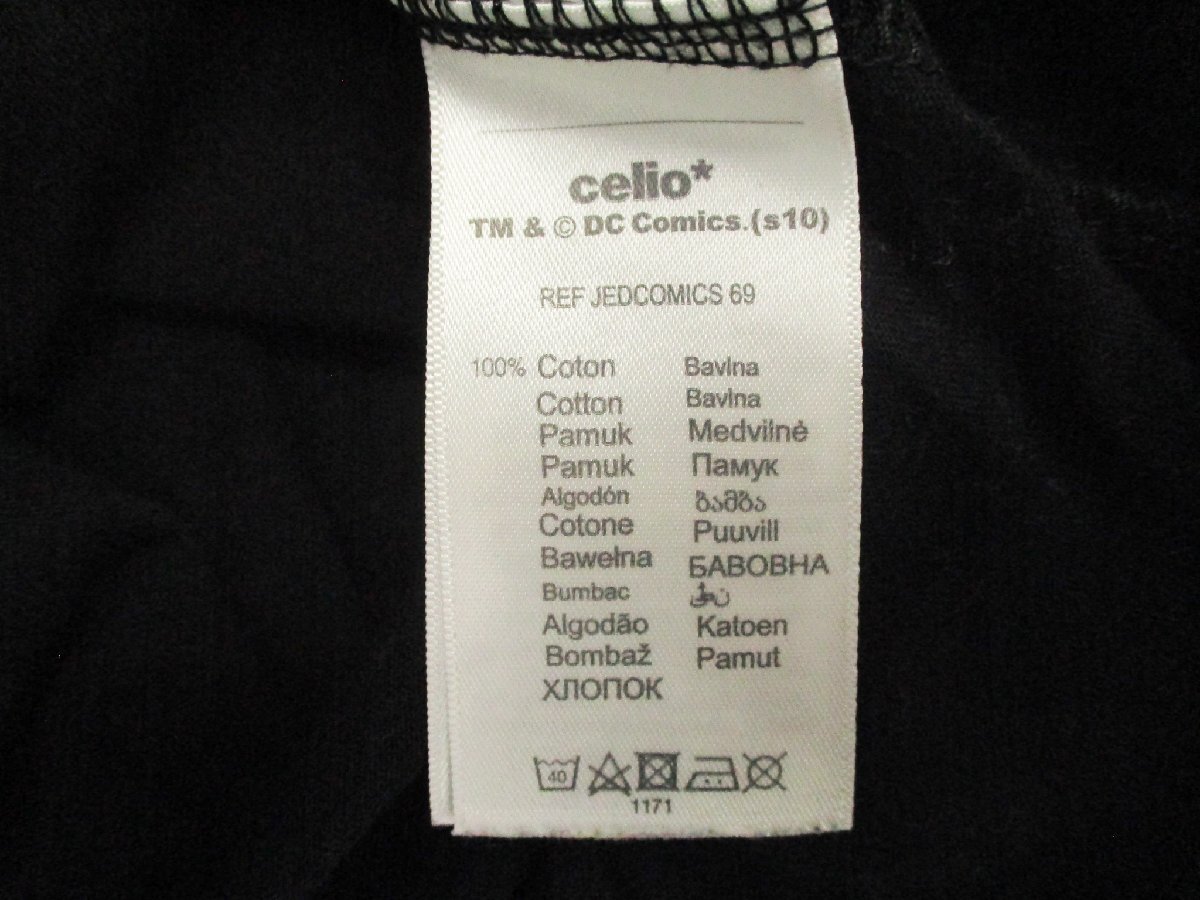 celio*
TM & © DC Comics.(s10)
REF JEDCOMICS 69
100% Coton
Cotton
Pamuk
Pamuk
Algodón
Cotone
Bawełna
Bumbac
Algodão
Bombaž
ХЛОПОК
Bavlna
Bavlna
Medvilnė
Памук
ბამბა
Puuvill
БАВОВНА
قطن
Katoen
Pamut
40
1171